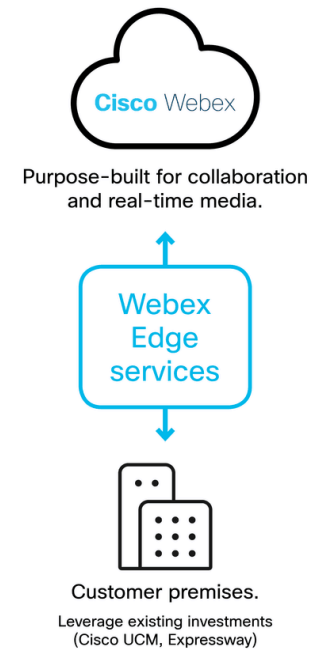 Cisco Webex
Purpose-built for collaboration
and real-time media.
Webex
Edge
services
Customer premises.
Leverage existing investments
(Cisco UCM, Expressway)